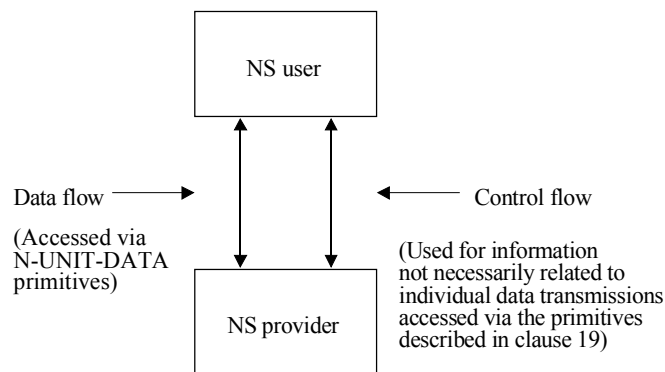 NS user
Data flow
(Accessed via
N-UNIT-DATA
primitives)
Control flow
(Used for information
not necessarily related to
individual data transmissions
accessed via the primitives
described in clause 19)
NS provider